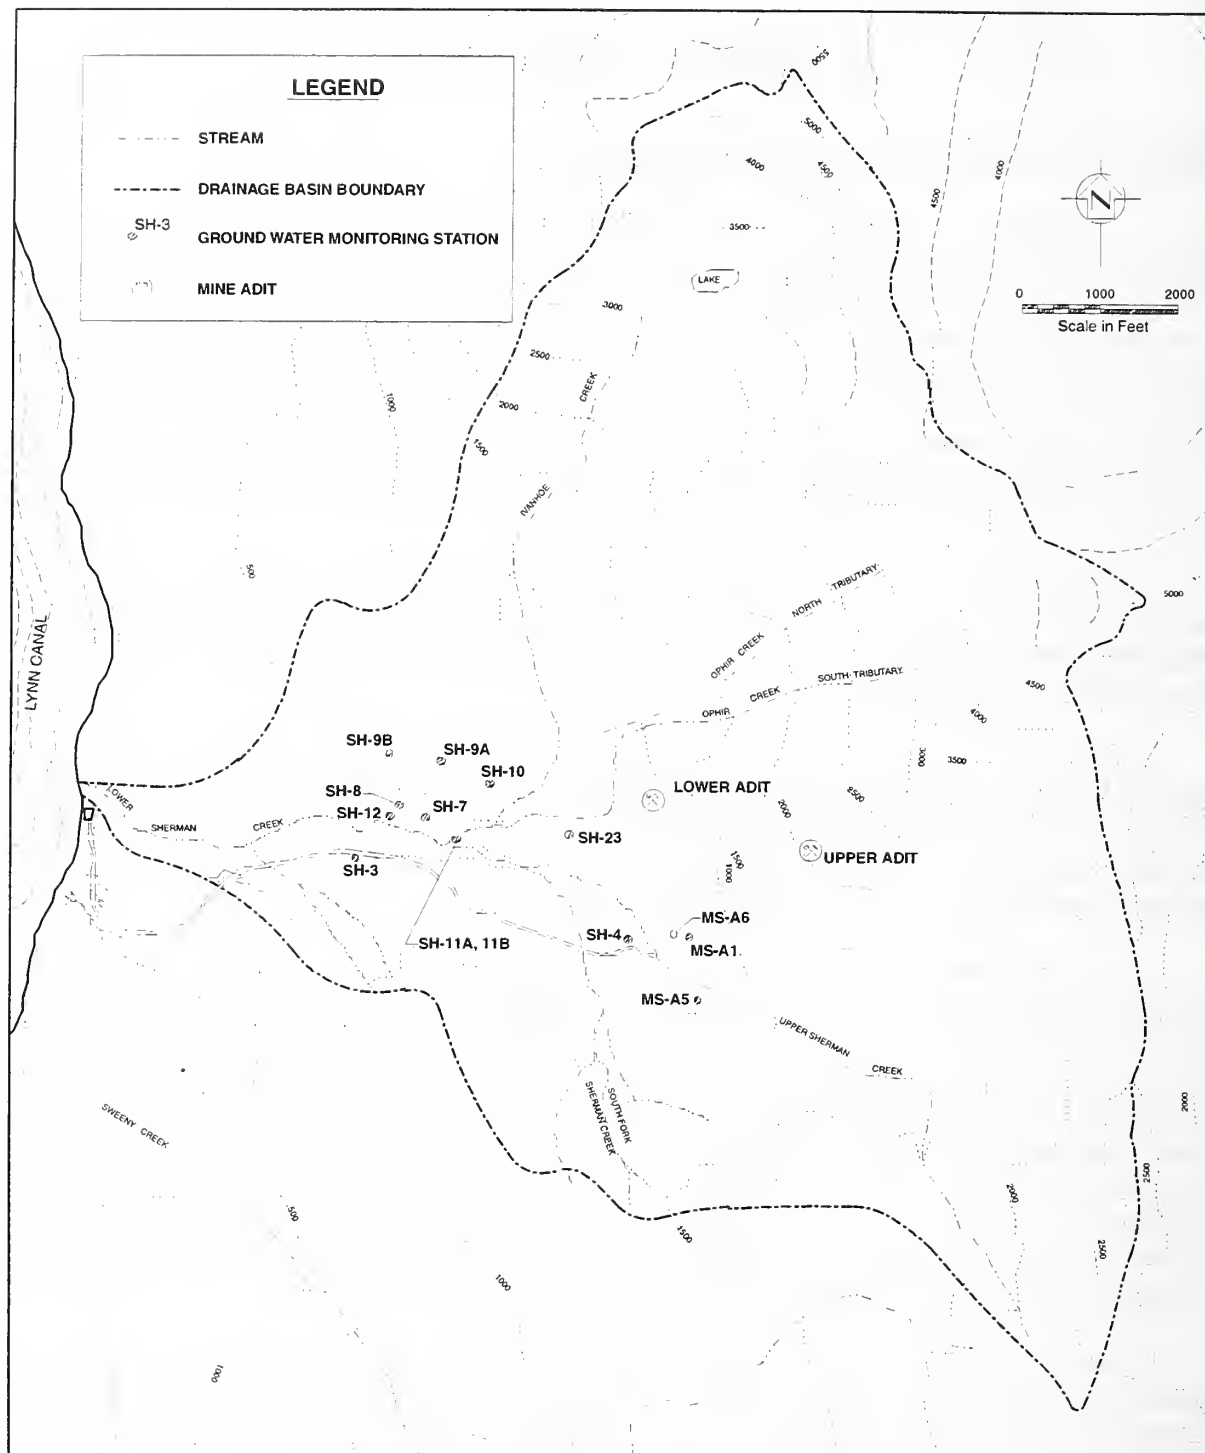 LEGEND
STREAM
DRAINAGE BASIN BOUNDARY
SH-3
GROUND WATER MONITORING STATION
MINE ADIT
5500
5000
4500
4000
3500
LAKE
3000
2500
2000
1500
1000
500
4500
4000
N
0 1000 2000
Scale in Feet
IVANHOE CREEK
LYNN CANAL
OPHIR CREEK NORTH TRIBUTARY
OPHIR CREEK SOUTH TRIBUTARY
5000
4500
4000
3500
3000
2500
2000
1500
1000
SH-9B
SH-9A
SH-10
SH-8
SH-12
SH-7
SH-23
SH-3
SH-11A, 11B
SH-4
LOWER ADIT
UPPER ADIT
MS-A6
MS-A1
MS-A5
LOWER SHERMAN CREEK
UPPER SHERMAN CREEK
SOUTH FORK
SHERMAN CREEK
SWEENY CREEK
500
1000
1000
1500
2000
2500
2500
2000